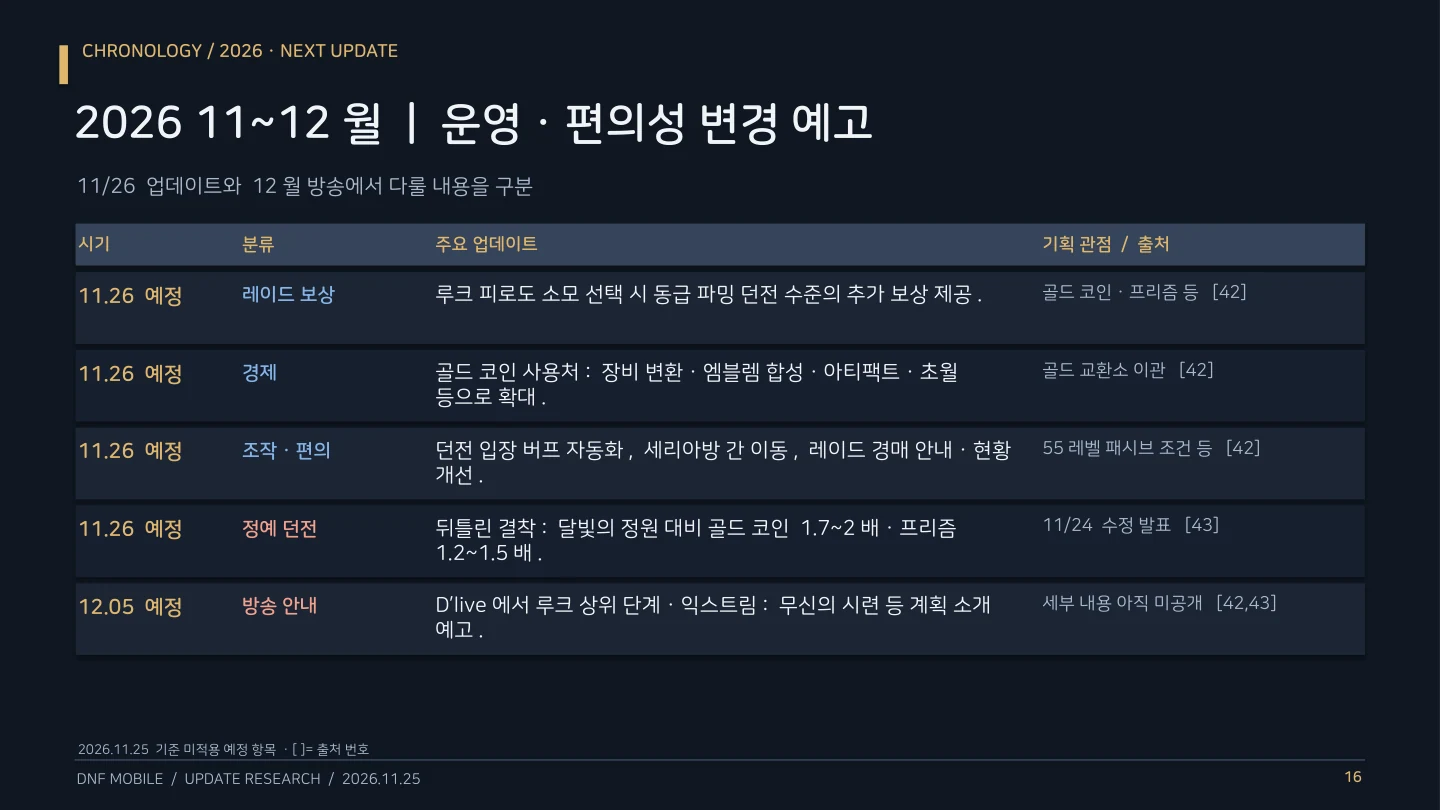 CHRONOLOGY / 2026 · NEXT UPDATE
2026 11~12 월 | 운영 · 편의성 변경 예고
11/26 업데이트와 12 월 방송에서 다룰 내용을 구분
시기 분류 주요 업데이트 기획 관점 / 출처
11.26 예정 레이드 보상 루크 피로도 소모 선택 시 동급 파밍 던전 수준의 추가 보상 제공 . 골드 코인 · 프리즘 등 [42]
11.26 예정 경제 골드 코인 사용처 : 장비 변환 · 엠블렘 합성 · 아티팩트 · 초월 골드 교환소 이관 [42]
등으로 확대 .
11.26 예정 조작 · 편의 던전 입장 버프 자동화 , 세리아방 간 이동 , 레이드 경매 안내 · 현황 55 레벨 패시브 조건 등 [42]
개선 .
11.26 예정 정예 던전 뒤틀린 결착 : 달빛의 정원 대비 골드 코인 1.7~2 배 · 프리즘 11/24 수정 발표 [43]
1.2~1.5 배 .
12.05 예정 방송 안내 D’live 에서 루크 상위 단계 · 익스트림 : 무신의 시련 등 계획 소개 세부 내용 아직 미공개 [42,43]
예고 .
2026.11.25 기준 미적용 예정 항목 · [ ]= 출처 번호
DNF MOBILE / UPDATE RESEARCH / 2026.11.25 16